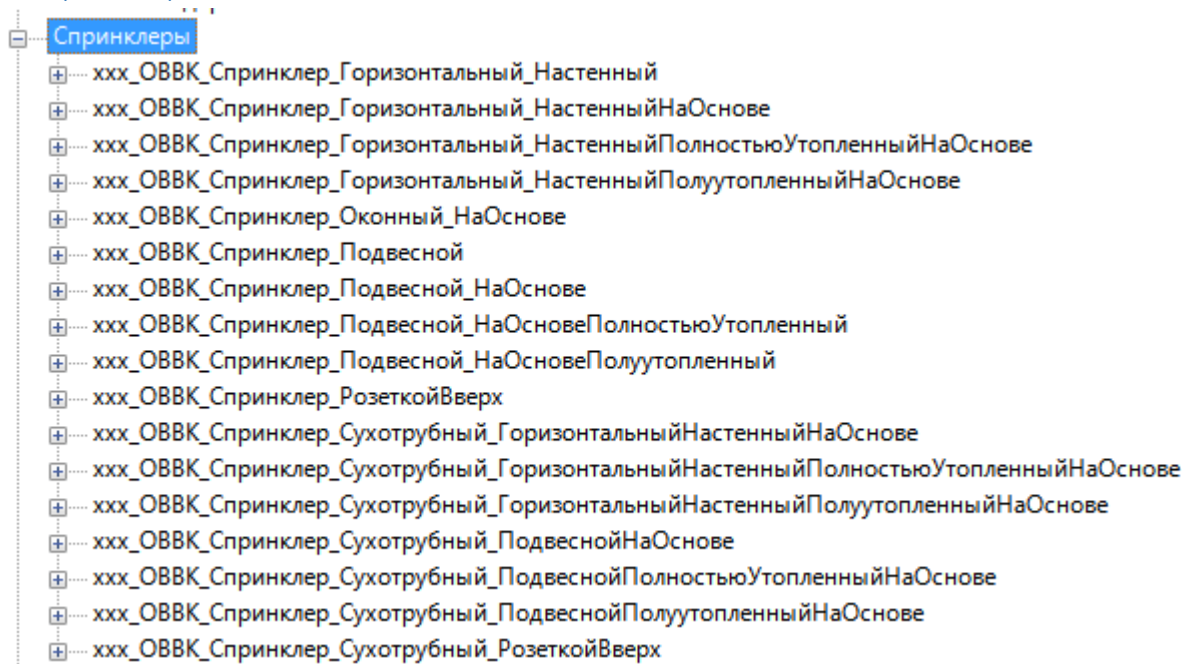 Спринклеры
xxx_ОВВК_Спринклер_Горизонтальный_Настенный
xxx_ОВВК_Спринклер_Горизонтальный_НастенныйНаОснове
xxx_ОВВК_Спринклер_Горизонтальный_НастенныйПолностьюУтопленныйНаОснове
xxx_ОВВК_Спринклер_Горизонтальный_НастенныйПолуутопленныйНаОснове
xxx_ОВВК_Спринклер_Оконный_НаОснове
xxx_ОВВК_Спринклер_Подвесной
xxx_ОВВК_Спринклер_Подвесной_НаОснове
xxx_ОВВК_Спринклер_Подвесной_НаОсновеПолностьюУтопленный
xxx_ОВВК_Спринклер_Подвесной_НаОсновеПолуутопленный
xxx_ОВВК_Спринклер_РозеткойВверх
xxx_ОВВК_Спринклер_Сухотрубный_ГоризонтальныйНастенныйНаОснове
xxx_ОВВК_Спринклер_Сухотрубный_ГоризонтальныйНастенныйПолностьюУтопленныйНаОснове
xxx_ОВВК_Спринклер_Сухотрубный_ГоризонтальныйНастенныйПолуутопленныйНаОснове
xxx_ОВВК_Спринклер_Сухотрубный_ПодвеснойНаОснове
xxx_ОВВК_Спринклер_Сухотрубный_ПодвеснойПолностьюУтопленныйНаОснове
xxx_ОВВК_Спринклер_Сухотрубный_ПодвеснойПолуутопленныйНаОснове
xxx_ОВВК_Спринклер_Сухотрубный_РозеткойВверх